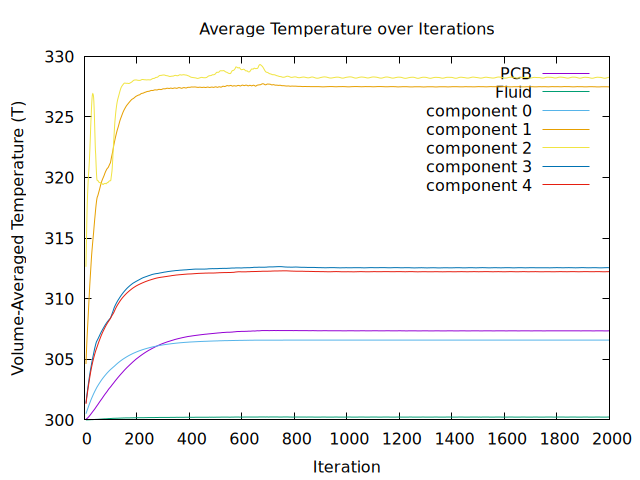 Average Temperature over Iterations
Volume-Averaged Temperature (T)
330
325
320
315
310
305
300
PCB
Fluid
component 0
component 1
component 2
component 3
component 4
0 200 400 600 800 1000 1200 1400 1600 1800 2000
Iteration